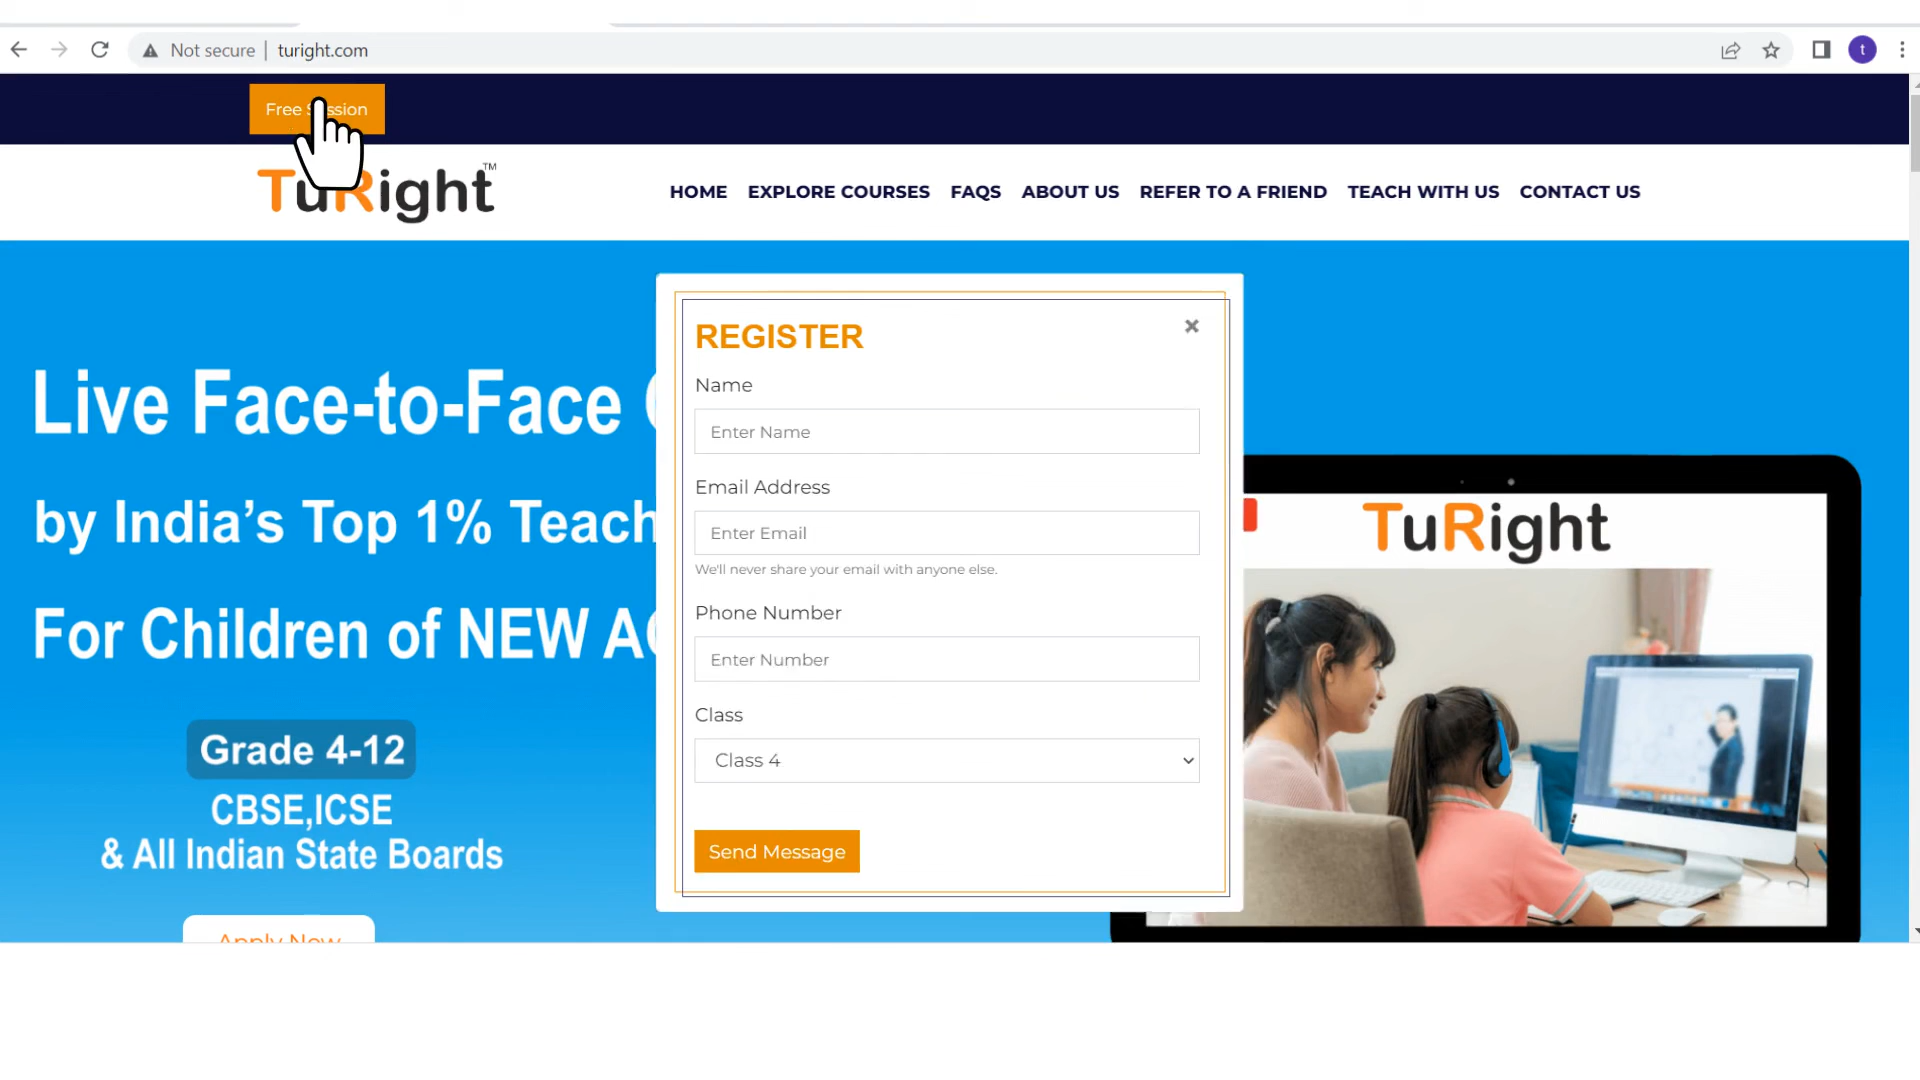 Not secure | turight.com
t
Free Session
TuRight™
HOME EXPLORE COURSES FAQS ABOUT US REFER TO A FRIEND TEACH WITH US CONTACT US
Live Face-to-Face
by India's Top 1% Teach
For Children of NEW
Grade 4-12
CBSE,ICSE
& All Indian State Boards
Apply Now
REGISTER
×
Name
Enter Name
Email Address
Enter Email
We'll never share your email with anyone else.
Phone Number
Enter Number
Class
Class 4
Send Message
TuRight